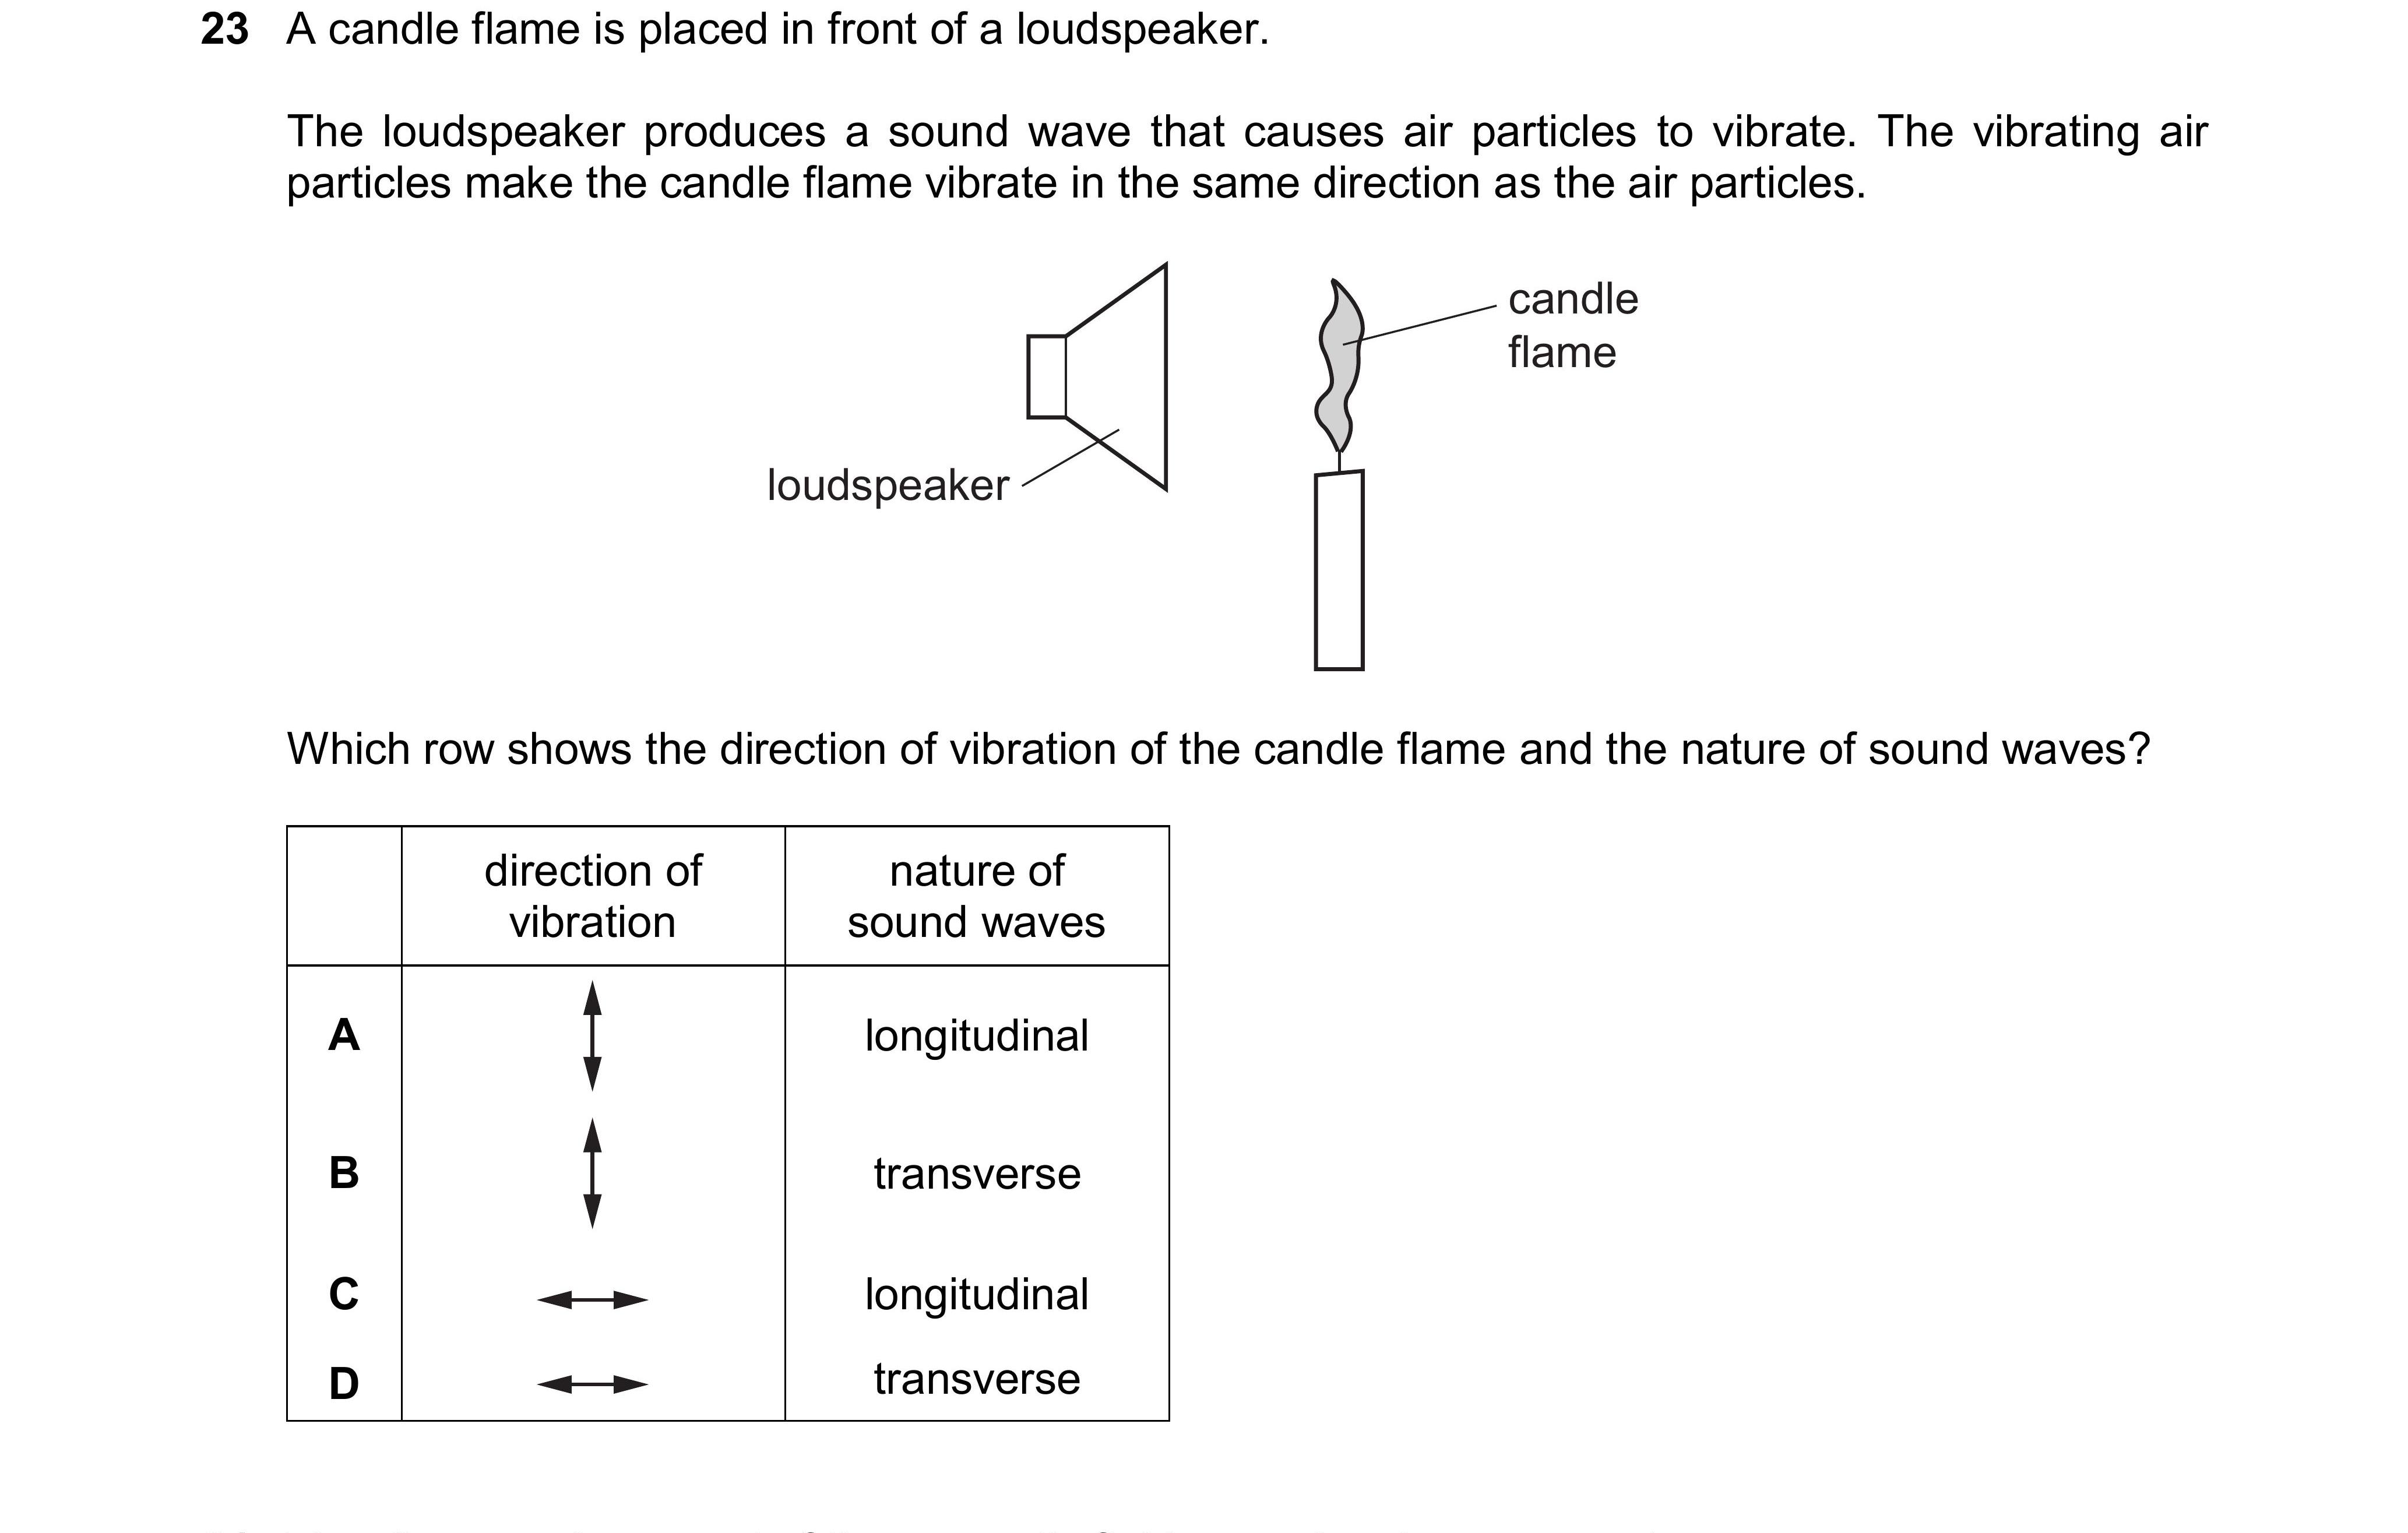 23 A candle flame is placed in front of a loudspeaker.
The loudspeaker produces a sound wave that causes air particles to vibrate. The vibrating air
particles make the candle flame vibrate in the same direction as the air particles.
candle
flame
loudspeaker
Which row shows the direction of vibration of the candle flame and the nature of sound waves?
direction of vibration
nature of sound waves
A longitudinal
B transverse
C longitudinal
D transverse